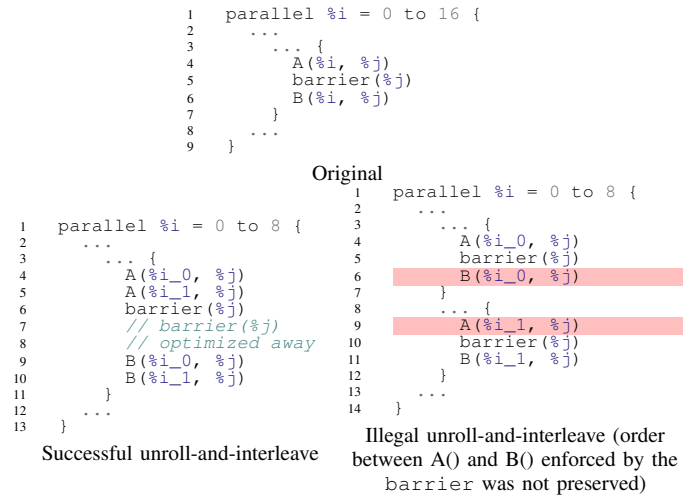 1 parallel %i = 0 to 16 {
2 ...
3 ... {
4 A(%i, %j)
5 barrier(%j)
6 B(%i, %j)
7 }
8 ...
9 }
Original
1 parallel %i = 0 to 8 {
2 ...
3 ... {
4 A(%i_0, %j)
5 A(%i_1, %j)
6 barrier(%j)
7 // barrier(%j)
8 // optimized away
9 B(%i_0, %j)
10 B(%i_1, %j)
11 }
12 ...
13 }
Successful unroll-and-interleave
1 parallel %i = 0 to 8 {
2 ...
3 ... {
4 A(%i_0, %j)
5 barrier(%j)
6 B(%i_0, %j)
7 }
8 ... {
9 A(%i_1, %j)
10 barrier(%j)
11 B(%i_1, %j)
12 }
13 ...
14 }
Illegal unroll-and-interleave (order
between A() and B() enforced by the
barrier was not preserved)